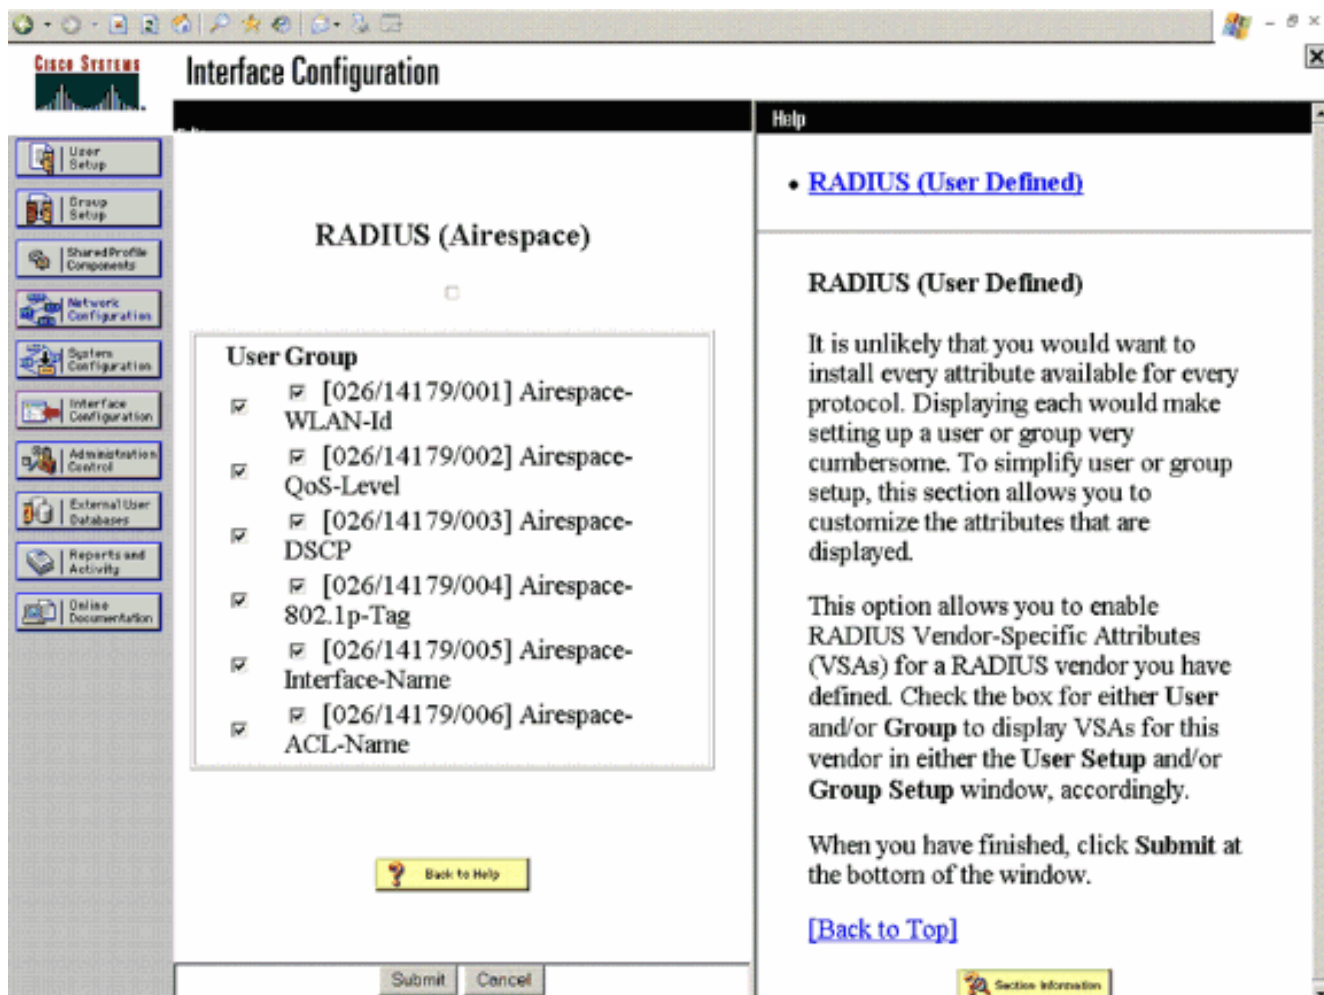 CISCO SYSTEMS
Interface Configuration
User
Setup
Group
Setup
Shared Profile
Components
Network
Configuration
System
Configuration
Interface
Configuration
Administration
Control
External User
Databases
Reports and
Activity
Online
Documentation
RADIUS (Airespace)
User Group
[026/14179/001] Airespace-
WLAN-Id
[026/14179/002] Airespace-
QoS-Level
[026/14179/003] Airespace-
DSCP
[026/14179/004] Airespace-
802.1p-Tag
[026/14179/005] Airespace-
Interface-Name
[026/14179/006] Airespace-
ACL-Name
Back to Help
Submit Cancel
Help
RADIUS (User Defined)
RADIUS (User Defined)
It is unlikely that you would want to
install every attribute available for every
protocol. Displaying each would make
setting up a user or group very
cumbersome. To simplify user or group
setup, this section allows you to
customize the attributes that are
displayed.
This option allows you to enable
RADIUS Vendor-Specific Attributes
(VSAs) for a RADIUS vendor you have
defined. Check the box for either User
and/or Group to display VSAs for this
vendor in either the User Setup and/or
Group Setup window, accordingly.
When you have finished, click Submit at
the bottom of the window.
[Back to Top]
Section Information